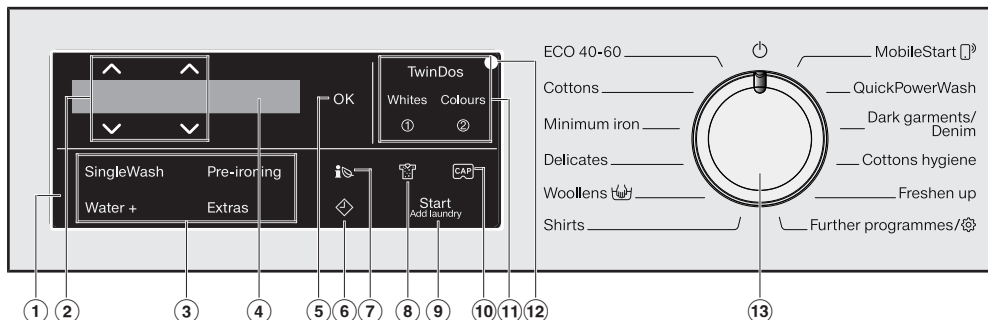 TwinDos
Whites Colours
① ②
OK
SingleWash Pre-ironing
Water + Extras
CAP
Start
Add laundry
ECO 40-60
Cottons
Minimum iron
Delicates
Woollens
Shirts
MobileStart
QuickPowerWash
Dark garments/
Denim
Cottons hygiene
Freshen up
Further programmes/
① ② ③ ④ ⑤ ⑥ ⑦ ⑧ ⑨ ⑩ ⑪ ⑫ ⑬